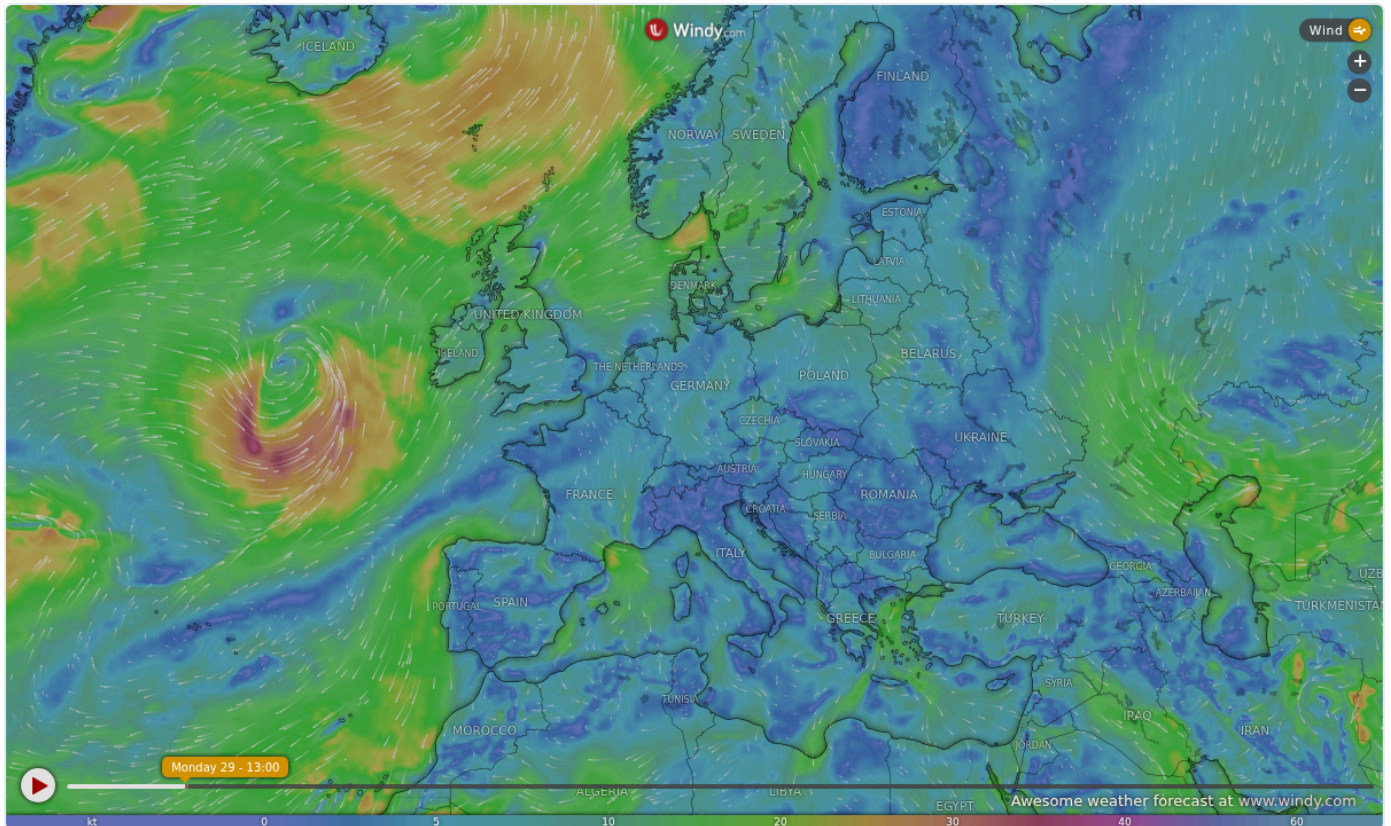 Windy.com
Wind
+
−
ICELAND
FINLAND
NORWAY
SWEDEN
ESTONIA
LATVIA
DENMARK
LITHUANIA
UNITED KINGDOM
IRELAND
BELARUS
THE NETHERLANDS
POLAND
GERMANY
CZECHIA
UKRAINE
SLOVAKIA
AUSTRIA
HUNGARY
FRANCE
ROMANIA
CROATIA
SERBIA
ITALY
BULGARIA
GEORGIA
UZB
AZERBAIJAN
PORTUGAL
SPAIN
TURKMENISTAN
GREECE
TURKEY
SYRIA
TUNISIA
IRAQ
MOROCCO
IRAN
JORDAN
Monday 29 - 13:00
ALGERIA
LIBYA
EGYPT
Awesome weather forecast at www.windy.com
kt 0 5 10 20 30 40 60